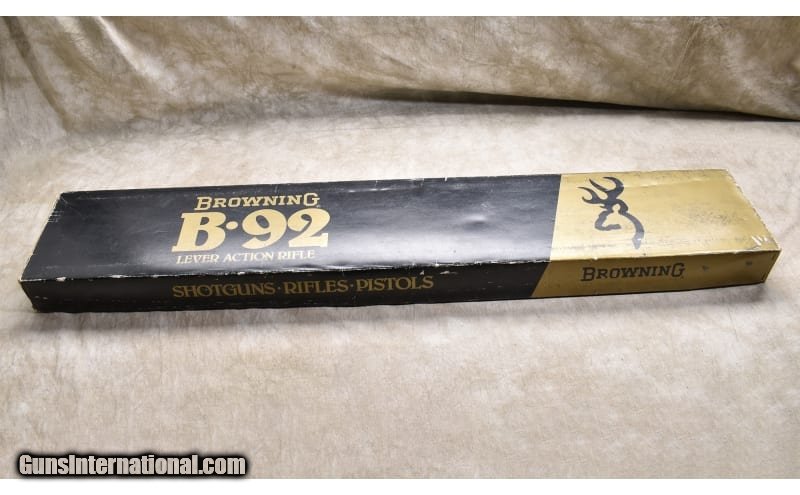 BROWNING
B·92
LEVER ACTION RIFLE
SHOTGUNS · RIFLES · PISTOLS
BROWNING
GunsInternational.com